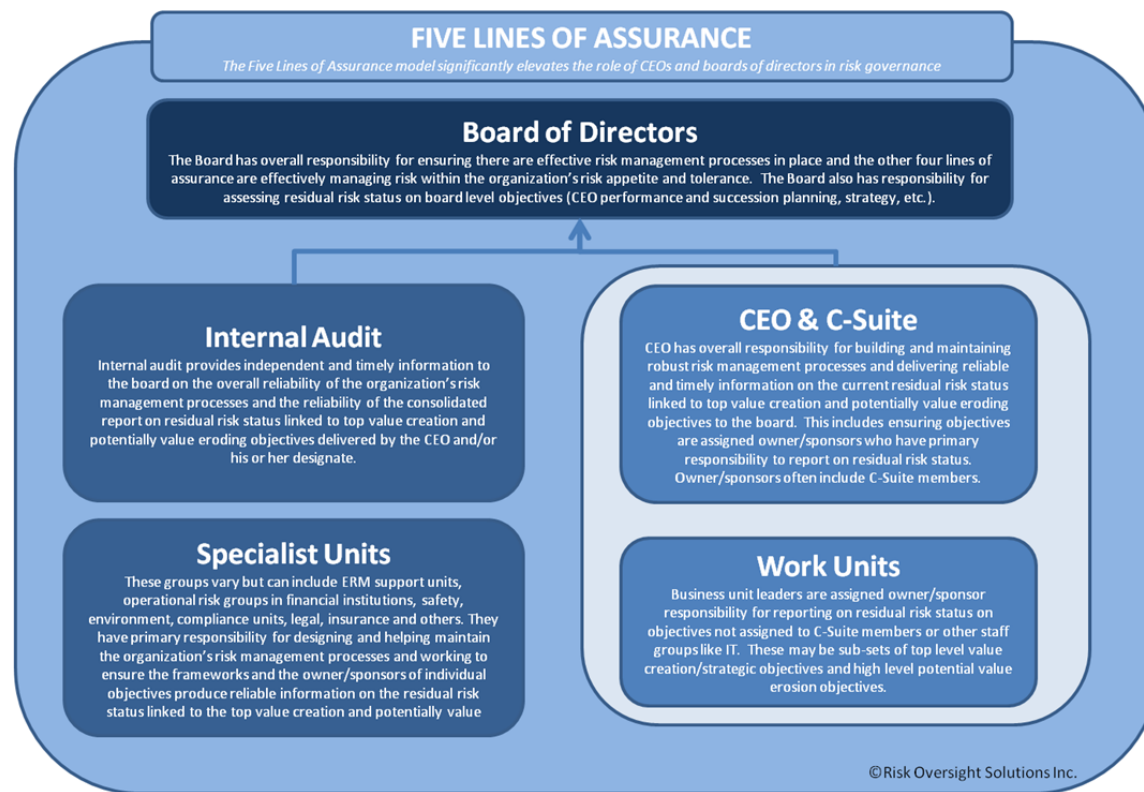 FIVE LINES OF ASSURANCE
The Five Lines of Assurance model significantly elevates the role of CEOs and boards of directors in risk governance
Board of Directors
The Board has overall responsibility for ensuring there are effective risk management processes in place and the other four lines of
assurance are effectively managing risk within the organization's risk appetite and tolerance. The Board also has responsibility for
assessing residual risk status on board level objectives (CEO performance and succession planning, strategy, etc.).
Internal Audit
Internal audit provides independent and timely information to
the board on the overall reliability of the organization's risk
management processes and the reliability of the consolidated
report on residual risk status linked to top value creation and
potentially value eroding objectives delivered by the CEO and/or
his or her designate.
CEO & C-Suite
CEO has overall responsibility for building and maintaining
robust risk management processes and delivering reliable
and timely information on the current residual risk status
linked to top value creation and potentially value eroding
objectives to the board. This includes ensuring objectives
are assigned owner/sponsors who have primary
responsibility to report on residual risk status.
Owner/sponsors often include C-Suite members.
Specialist Units
These groups vary but can include ERM support units,
operational risk groups in financial institutions, safety,
environment, compliance units, legal, insurance and others. They
have primary responsibility for designing and helping maintain
the organization's risk management processes and working to
ensure the frameworks and the owner/sponsors of individual
objectives produce reliable information on the residual risk
status linked to the top value creation and potentially value
Work Units
Business unit leaders are assigned owner/sponsor
responsibility for reporting on residual risk status on
objectives not assigned to C-Suite members or other staff
groups like IT. These may be sub-sets of top level value
creation/strategic objectives and high level potential value
erosion objectives.
©Risk Oversight Solutions Inc.